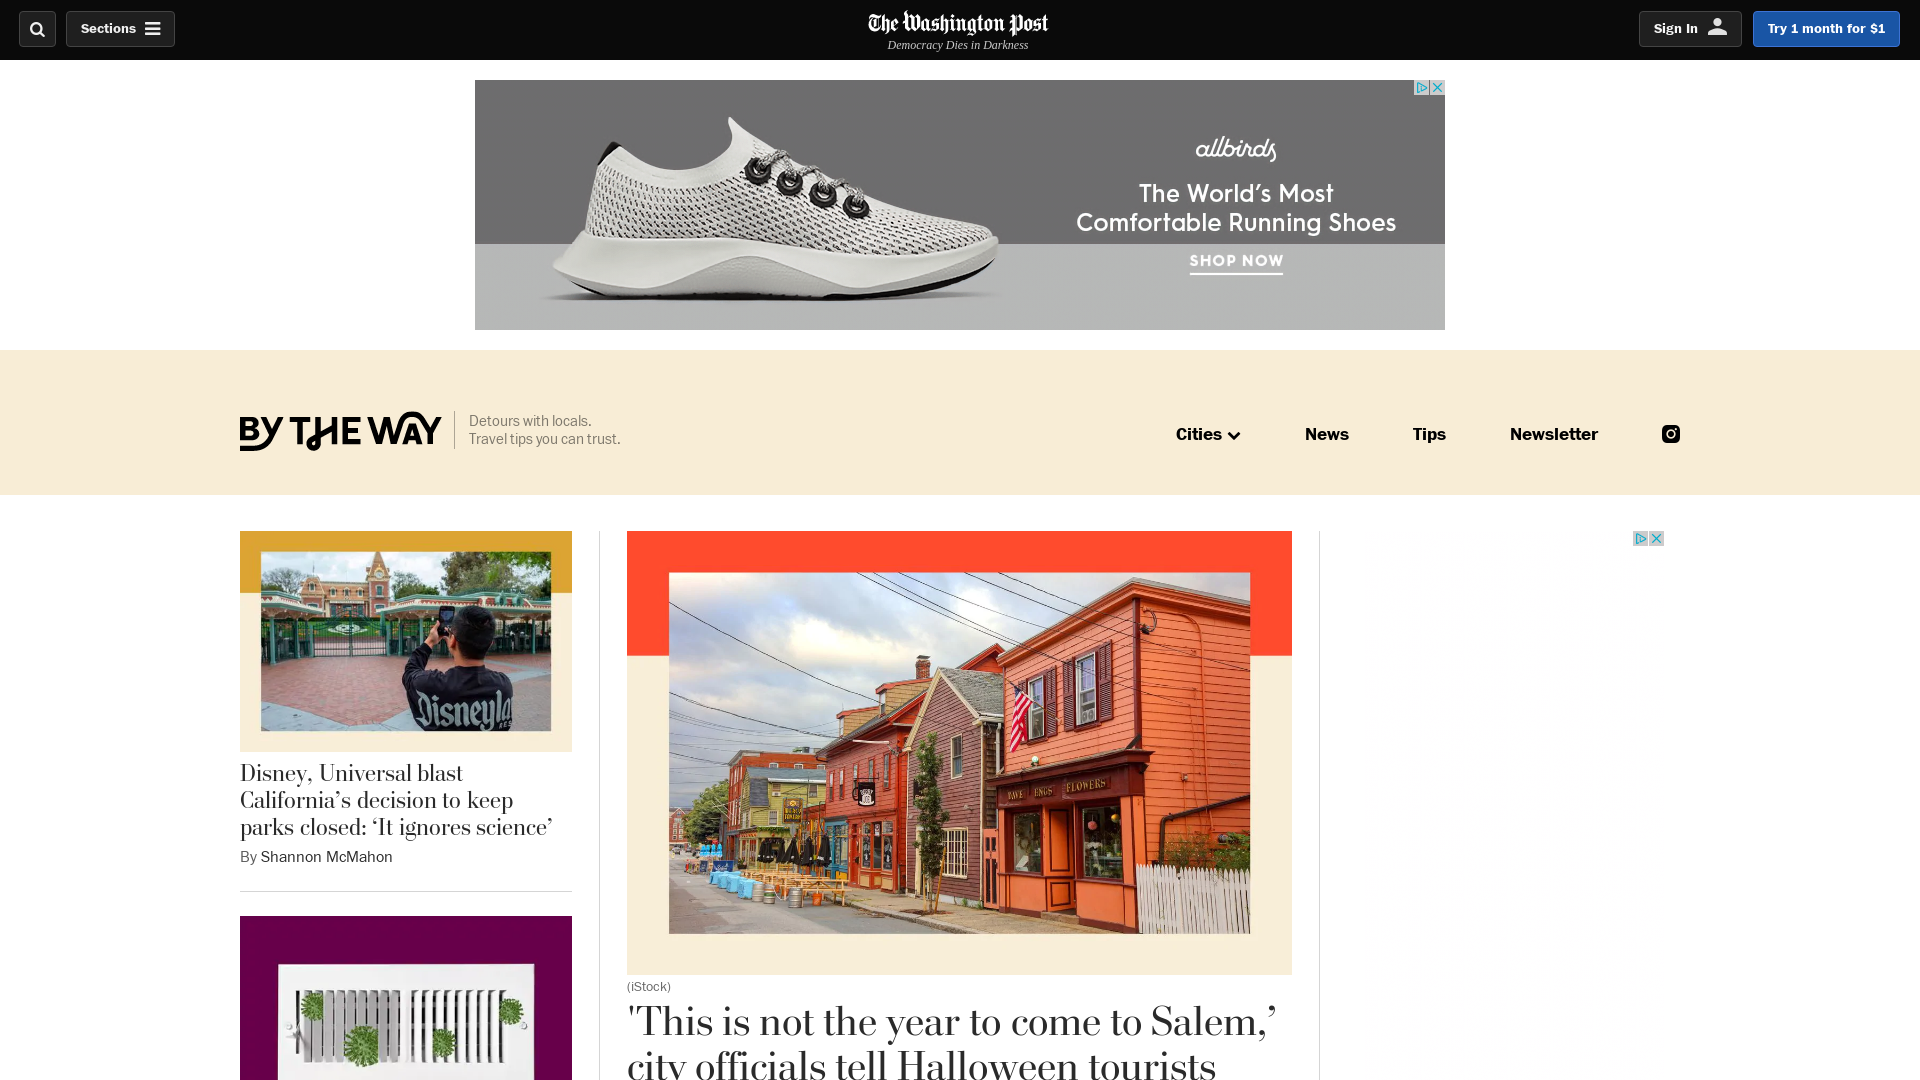 Sections
The Washington Post
Democracy Dies in Darkness
Sign In
Try 1 month for $1
allbirds
The World's Most
Comfortable Running Shoes
SHOP NOW
BY THE WAY
Detours with locals.
Travel tips you can trust.
Cities
News
Tips
Newsletter
Disneyla
Disney, Universal blast
California’s decision to keep
parks closed: ‘It ignores science’
By Shannon McMahon
FLOWERS
(iStock)
'This is not the year to come to Salem,’
city officials tell Halloween tourists